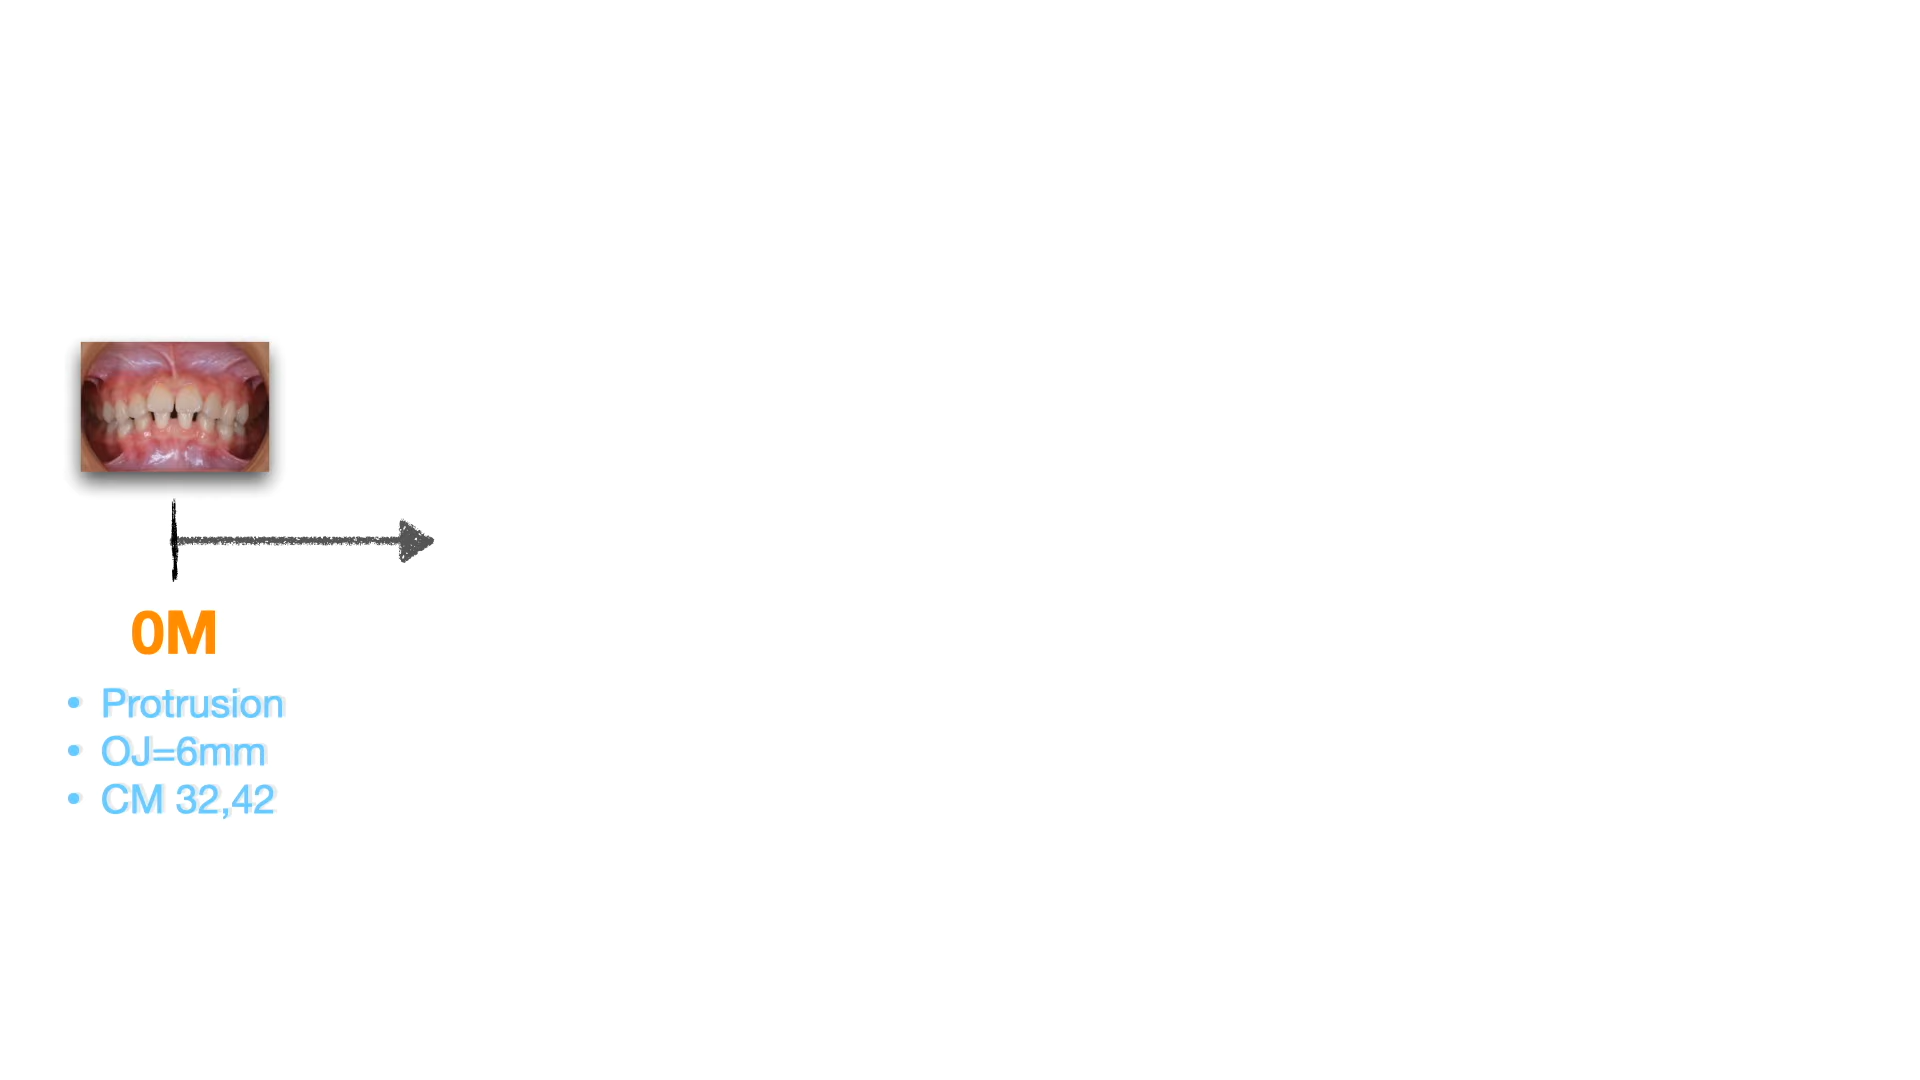 0M
• Protrusion
• OJ=6mm
• CM 32,42